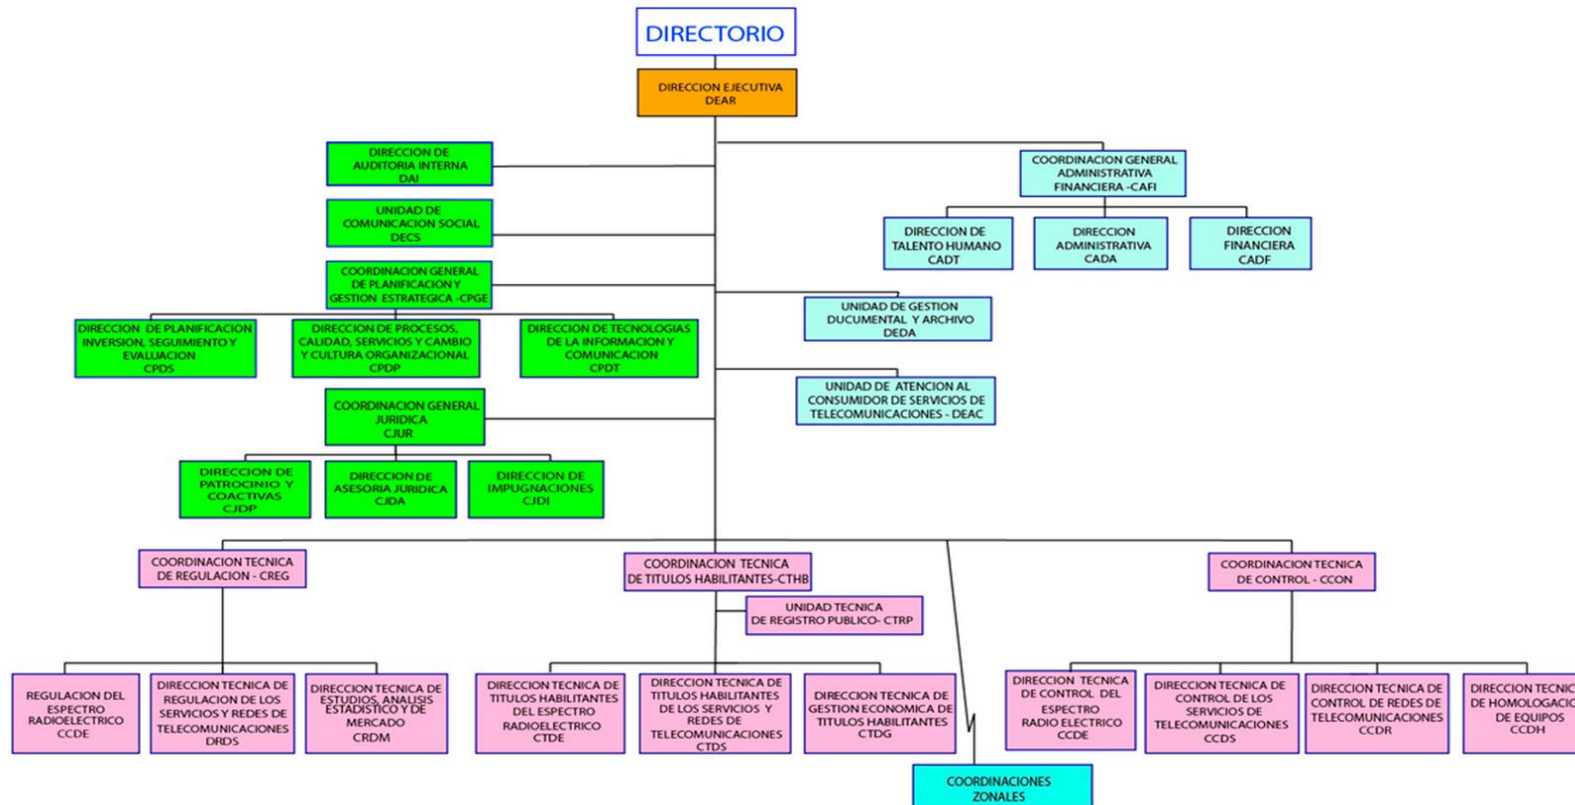 DIRECTORIO
DIRECCION EJECUTIVA
DEAR
DIRECCION DE
AUDITORIA INTERNA
DAI
COORDINACION GENERAL
ADMINISTRATIVA
FINANCIERA -CAFI
UNIDAD DE
COMUNICACION SOCIAL
DECS
DIRECCION DE
TALENTO HUMANO
CADT
DIRECCION
ADMINISTRATIVA
CADA
DIRECCION
FINANCIERA
CADF
COORDINACION GENERAL
DE PLANIFICACION Y
GESTION ESTRATEGICA -CPGE
UNIDAD DE GESTION
DUCUMENTAL Y ARCHIVO
DEDA
DIRECCION DE PLANIFICACION
INVERSION, SEGUIMIENTO Y
EVALUACION
CPDS
DIRECCION DE PROCESOS,
CALIDAD, SERVICIOS Y CAMBIO
Y CULTURA ORGANIZACIONAL
CPDP
DIRECCION DE TECNOLOGIAS
DE LA INFORMACION Y
COMUNICACION
CPDT
UNIDAD DE ATENCION AL
CONSUMIDOR DE SERVICIOS DE
TELECOMUNICACIONES - DEAC
COORDINACION GENERAL
JURIDICA
CJUR
DIRECCION DE
PATROCINIO Y
COACTIVAS
CJDP
DIRECCION DE
ASESORIA JURIDICA
CJDA
DIRECCION DE
IMPUGNACIONES
CJDI
COORDINACION TECNICA
DE REGULACION - CREG
COORDINACION TECNICA
DE TITULOS HABILITANTES-CTHB
COORDINACION TECNICA
DE CONTROL - CCON
UNIDAD TECNICA
DE REGISTRO PUBLICO- CTRP
REGULACION DEL
ESPECTRO
RADIOELECTRICO
CCDE
DIRECCION TECNICA DE
REGULACION DE LOS
SERVICIOS Y REDES DE
TELECOMUNICACIONES
DRDS
DIRECCION TECNICA DE
ESTUDIOS, ANALISIS
ESTADISTICO Y DE
MERCADO
CRDM
DIRECCION TECNICA DE
TITULOS HABILITANTES
DEL ESPECTRO
RADIOELECTRICO
CTDE
DIRECCION TECNICA DE
TITULOS HABILITANTES
DE LOS SERVICIOS Y
REDES DE
TELECOMUNICACIONES
CTDS
DIRECCION TECNICA DE
GESTION ECONOMICA DE
TITULOS HABILITANTES
CTDG
DIRECCION TECNICA
DE CONTROL DEL
ESPECTRO
RADIO ELECTRICO
CCDE
DIRECCION TECNICA DE
CONTROL DE LOS
SERVICIOS DE
TELECOMUNICACIONES
CCDS
DIRECCION TECNICA DE
CONTROL DE REDES DE
TELECOMUNICACIONES
CCDR
DIRECCION TECNIC
DE HOMOLOGACIO
DE EQUIPOS
CCDH
COORDINACIONES
ZONALES